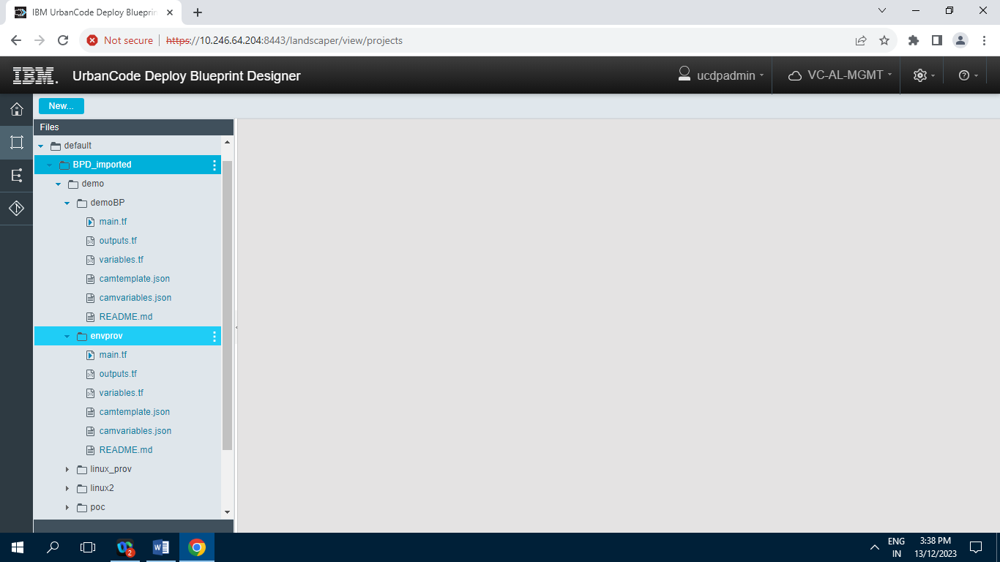 IBM UrbanCode Deploy Blueprin
Not secure https://10.246.64.204:8443/landscaper/view/projects
IBM. UrbanCode Deploy Blueprint Designer ucdpadmin VC-AL-MGMT
New...
Files
default
BPD_imported
demo
demoBP
main.tf
outputs.tf
variables.tf
camtemplate.json
camvariables.json
README.md
envprov
main.tf
outputs.tf
variables.tf
camtemplate.json
camvariables.json
README.md
linux_prov
linux2
poc
2
ENG
IN
3:38 PM
13/12/2023